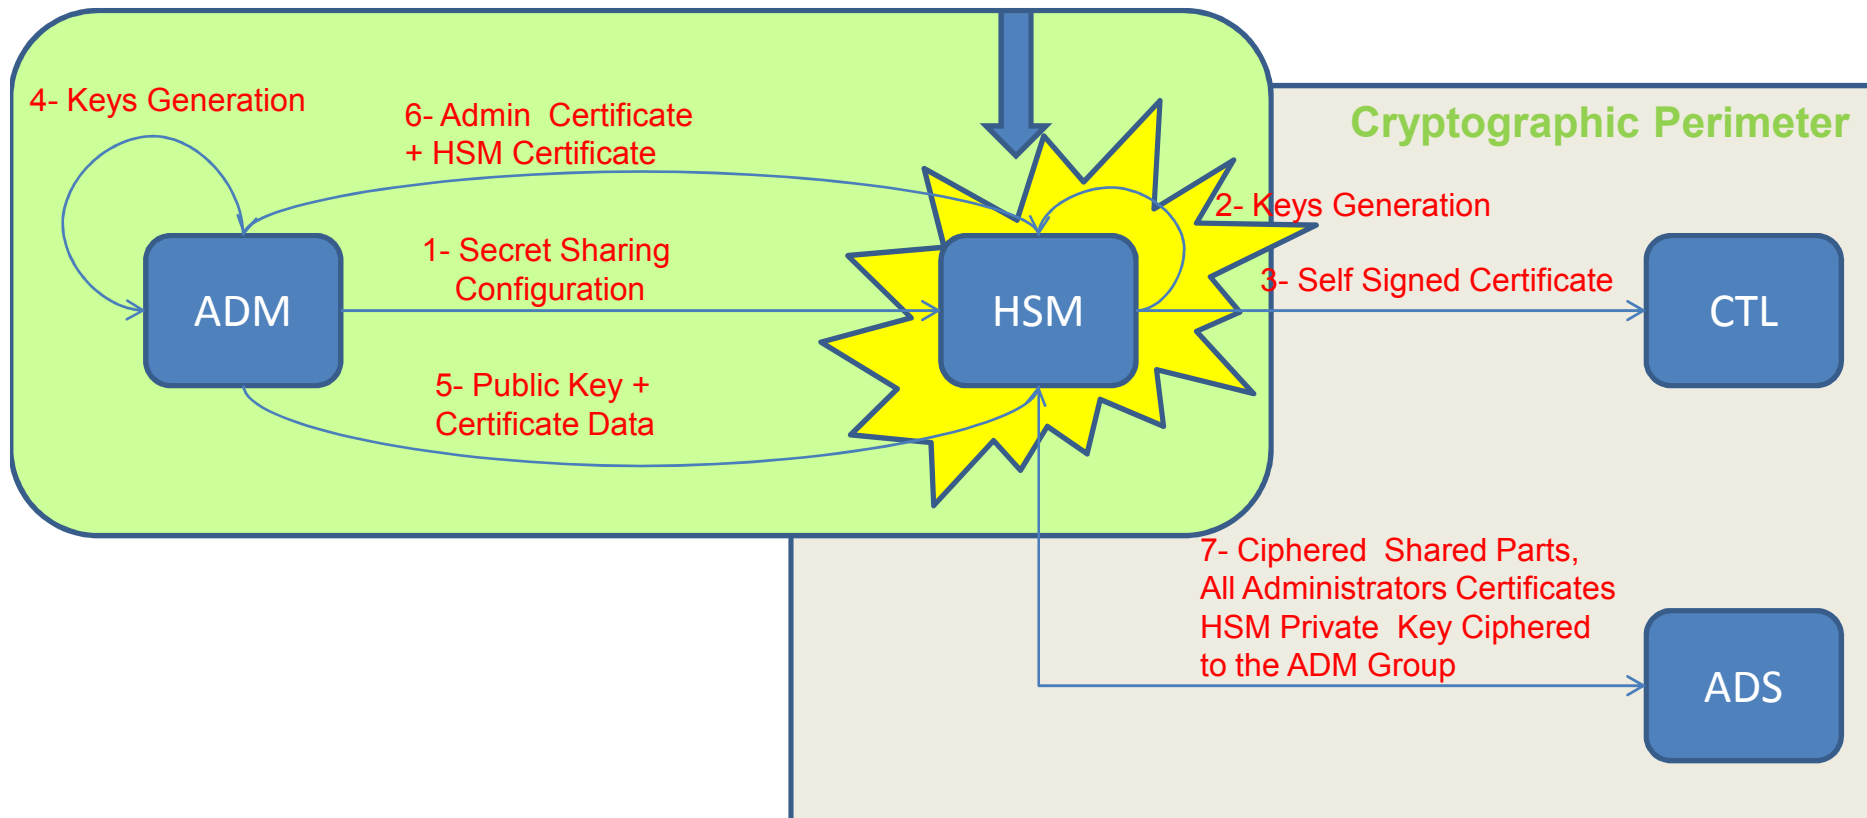 4- Keys Generation
6- Admin Certificate
+ HSM Certificate
Cryptographic Perimeter
2- Keys Generation
1- Secret Sharing
Configuration
3- Self Signed Certificate
ADM
HSM
CTL
5- Public Key +
Certificate Data
7- Ciphered Shared Parts,
All Administrators Certificates
HSM Private Key Ciphered
to the ADM Group
ADS